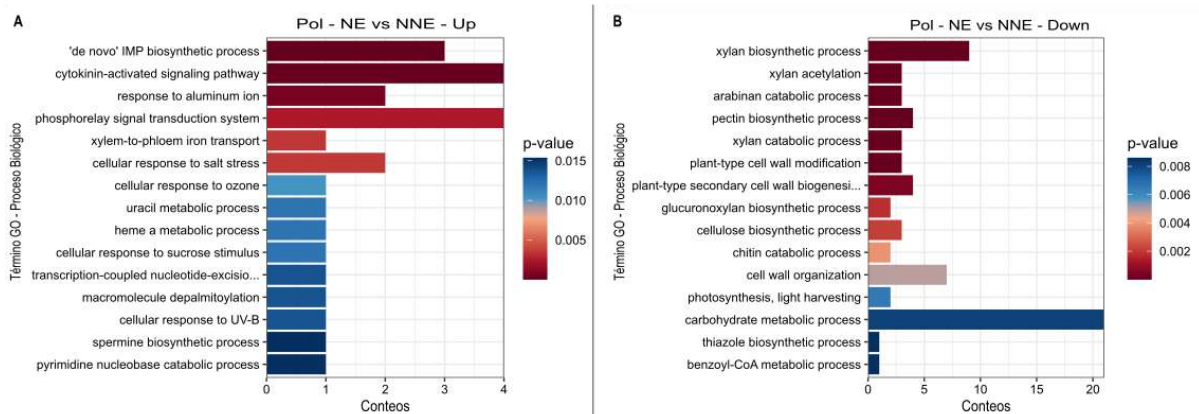 A
Pol - NE vs NNE - Up
'de novo' IMP biosynthetic process
cytokinin-activated signaling pathway
response to aluminum ion
phosphorelay signal transduction system
xylem-to-phloem iron transport
cellular response to salt stress
cellular response to ozone
uracil metabolic process
heme a metabolic process
cellular response to sucrose stimulus
transcription-coupled nucleotide-excisio...
macromolecule depalmitoylation
cellular response to UV-B
spermine biosynthetic process
pyrimidine nucleobase catabolic process
Término GO - Proceso Biológico
0 1 2 3 4
Conteos
p-value
0.015
0.010
0.005
B
Pol - NE vs NNE - Down
xylan biosynthetic process
xylan acetylation
arabinan catabolic process
pectin biosynthetic process
xylan catabolic process
plant-type cell wall modification
plant-type secondary cell wall biogenesi...
glucuronoxylan biosynthetic process
cellulose biosynthetic process
chitin catabolic process
cell wall organization
photosynthesis, light harvesting
carbohydrate metabolic process
thiazole biosynthetic process
benzoyl-CoA metabolic process
Término GO - Proceso Biológico
0 5 10 15 20
Conteos
p-value
0.008
0.006
0.004
0.002